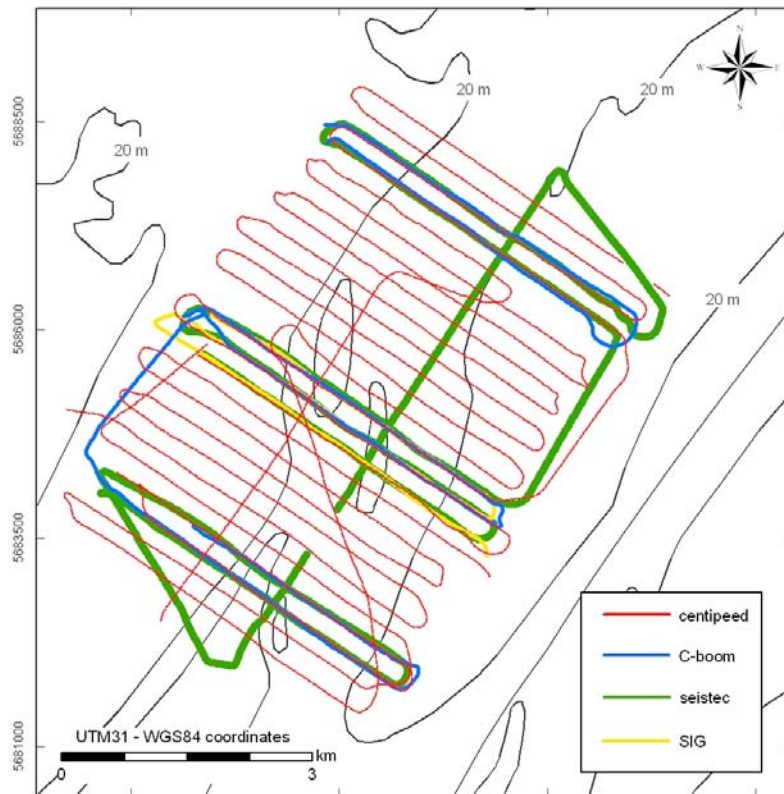 N
W E
S
20 m
20 m
20 m
20 m
5688500
5686000
5683500
5681000
centipeed
C-boom
seistec
SIG
UTM31 - WGS84 coordinates
km
0 3